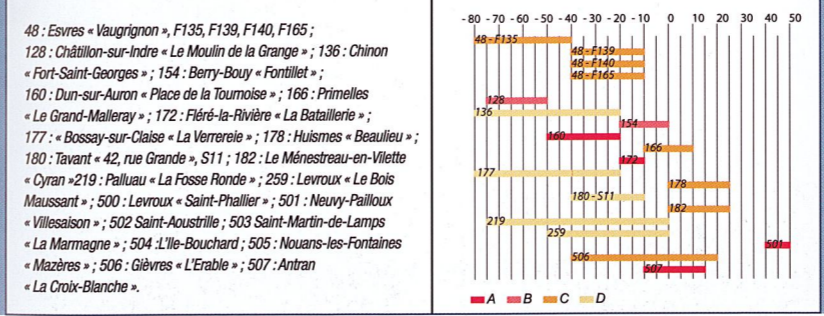 48 : Esvres « Vaugrignon », F135, F139, F140, F165 ;
128 : Châtillon-sur-Indre « Le Moulin de la Grange » ; 136 : Chinon
« Fort-Saint-Georges » ; 154 : Berry-Bouy « Fontillet » ;
160 : Dun-sur-Auron « Place de la Tournoise » ; 166 : Primelles
« Le Grand-Malleray » ; 172 : Fléré-la-Rivière « La Bataillerie » ;
177 : « Bossay-sur-Claise « La Verrereie » ; 178 : Huismes « Beaulieu » ;
180 : Tavant « 42, rue Grande », S11 ; 182 : Le Ménestreau-en-Vilette
« Cyran »219 : Palluau « La Fosse Ronde » ; 259 : Levroux « Le Bois
Maussant » ; 500 : Levroux « Saint-Phallier » ; 501 : Neuvy-Pailloux
« Villesaison » ; 502 Saint-Aoustrille ; 503 Saint-Martin-de-Lamps
« La Marmagne » ; 504 :L'Ile-Bouchard ; 505 : Nouans-les-Fontaines
« Mazères » ; 506 : Gièvres « L'Erable » ; 507 : Antran
« La Croix-Blanche ».
- 80 -70 -60 -50 -40 -30 -20 - 10 0 10 20 30 40 50
48 - F135
48 - F139
48 - F140
48 - F165
128
136
154
160
166
172
177
178
180 - S11
182
219
259
501
506
507
A B C D